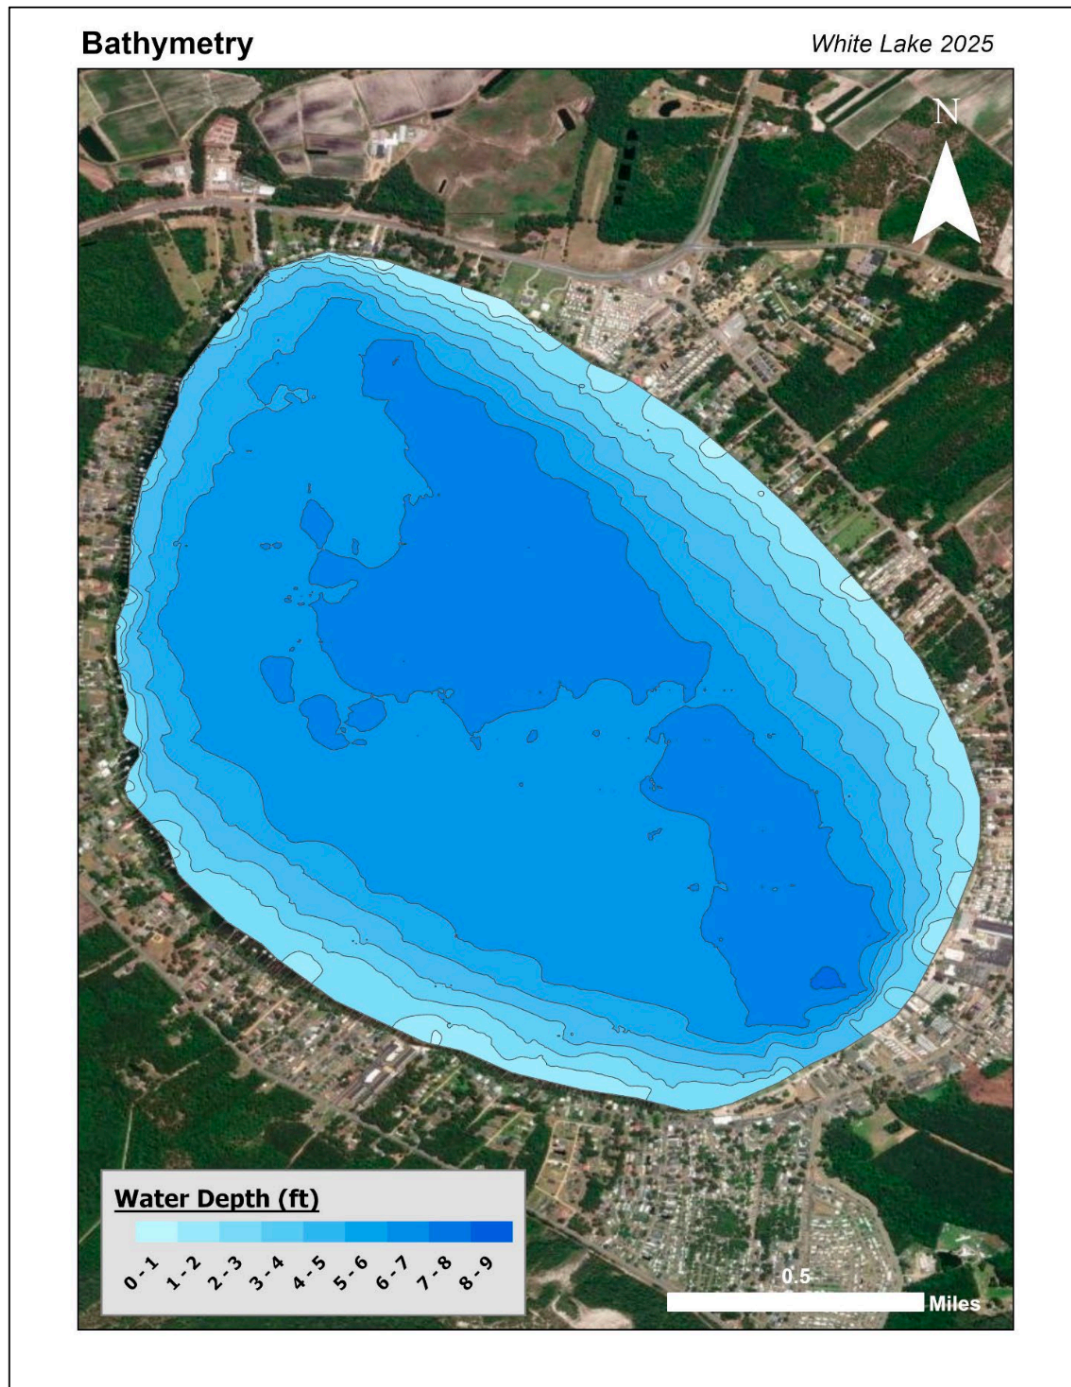 Bathymetry
White Lake 2025
N
Water Depth (ft)
0 - 1
1 - 2
2 - 3
3 - 4
4 - 5
5 - 6
6 - 7
7 - 8
8 - 9
0.5
Miles